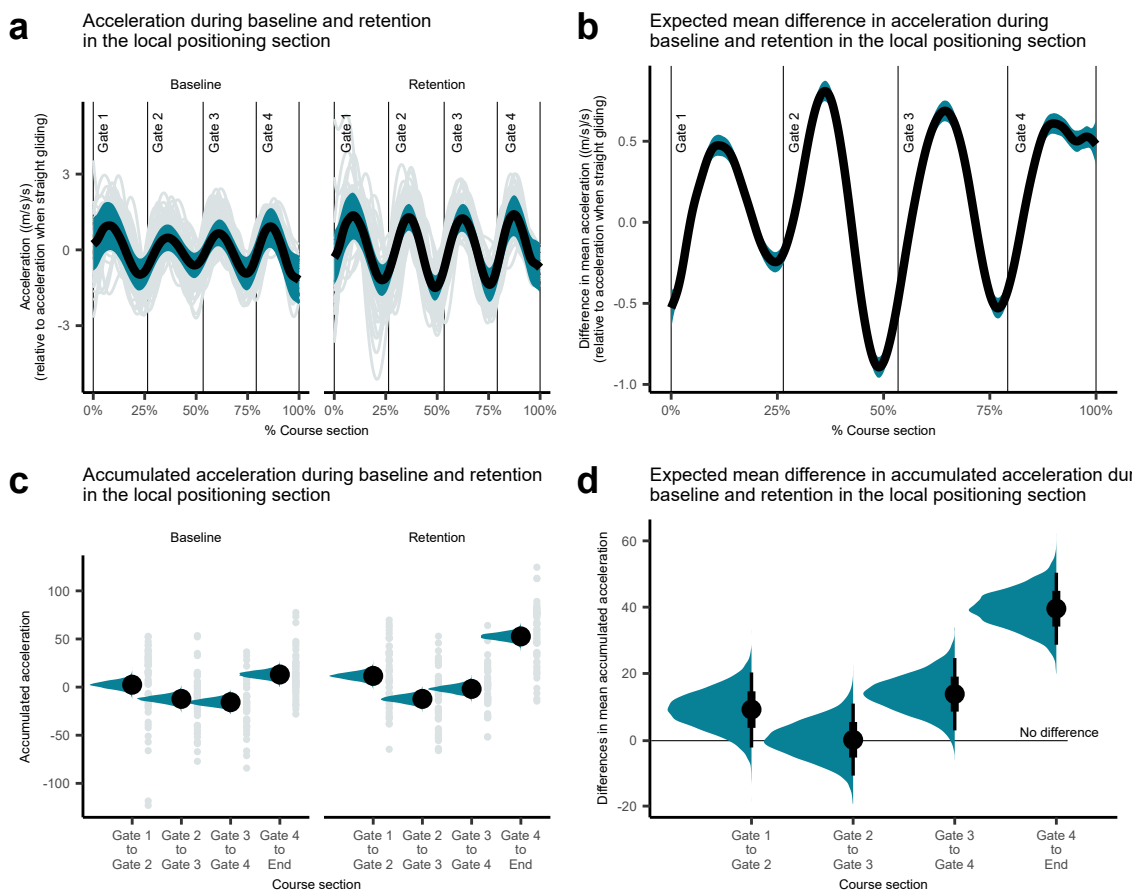 a
Acceleration during baseline and retention
in the local positioning section
Baseline
Retention
Gate 1
Gate 2
Gate 3
Gate 4
Gate 1
Gate 2
Gate 3
Gate 4
Acceleration ((m/s)/s)
(relative to acceleration when straight gliding)
3
0
-3
0%
25%
50%
75%
100%
0%
25%
50%
75%
100%
% Course section
b
Expected mean difference in acceleration during
baseline and retention in the local positioning section
Gate 1
Gate 2
Gate 3
Gate 4
Difference in mean acceleration ((m/s)/s)
(relative to acceleration when straight gliding)
0.5
0.0
-0.5
-1.0
0%
25%
50%
75%
100%
% Course section
c
Accumulated acceleration during baseline and retention
in the local positioning section
Baseline
Retention
Accumulated acceleration
100
50
0
-50
-100
Gate 1
to
Gate 2
Gate 2
to
Gate 3
Gate 3
to
Gate 4
Gate 4
to
End
Gate 1
to
Gate 2
Gate 2
to
Gate 3
Gate 3
to
Gate 4
Gate 4
to
End
Course section
d
Expected mean difference in accumulated acceleration du
baseline and retention in the local positioning section
Differences in mean accumulated acceleration
60
40
20
0
-20
No difference
Gate 1
to
Gate 2
Gate 2
to
Gate 3
Gate 3
to
Gate 4
Gate 4
to
End
Course section